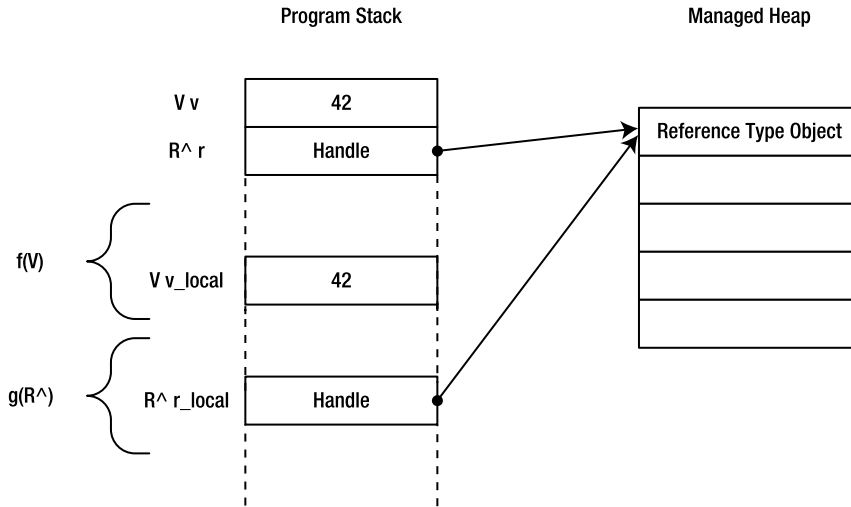 Program Stack
Managed Heap
V v
42
R^ r
Handle
Reference Type Object
f(V)
V v_local
42
g(R^)
R^ r_local
Handle